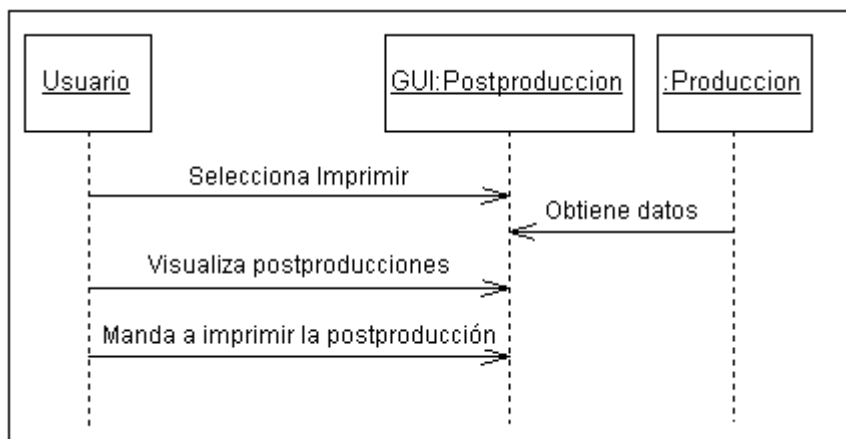 Usuario
GUI:Postproduccion
:Produccion
Selecciona Imprimir
Obtiene datos
Visualiza postproducciones
Manda a imprimir la postproducción